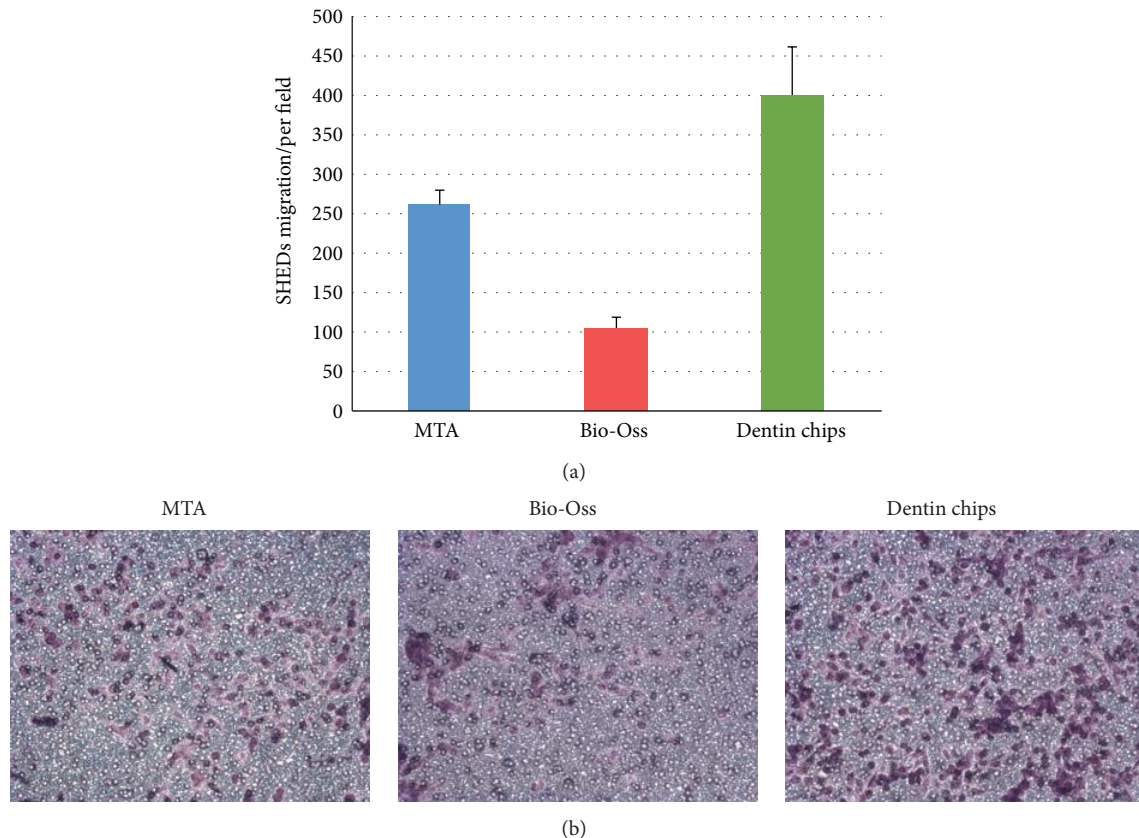 500
450
400
350
300
250
200
150
100
50
0
SHEDs migration/per field
MTA
Bio-Oss
Dentin chips
(a)
MTA
Bio-Oss
Dentin chips
(b)